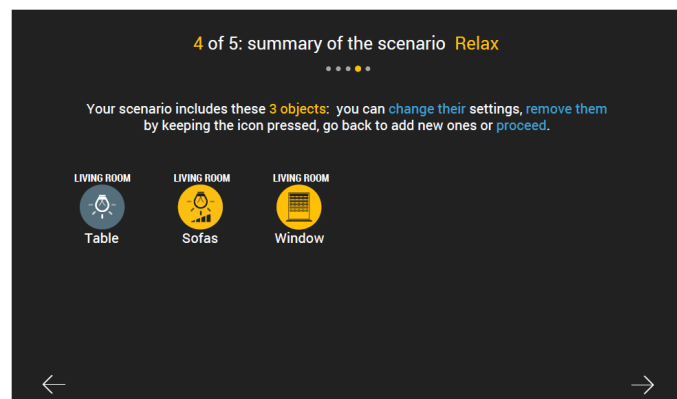 4 of 5: summary of the scenario Relax
Your scenario includes these 3 objects: you can change their settings, remove them
by keeping the icon pressed, go back to add new ones or proceed.
LIVING ROOM LIVING ROOM LIVING ROOM
Table Sofas Window